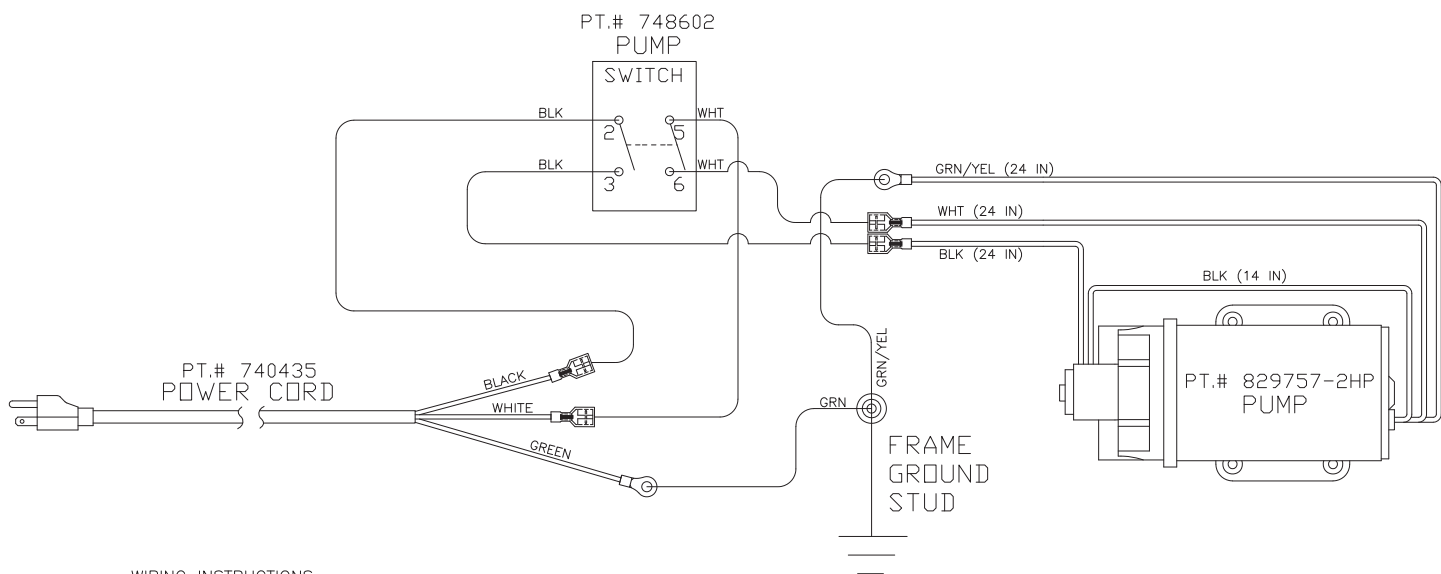 PT.# 748602
PUMP
SWITCH
BLK
WHT
2
5
BLK
WHT
3
6
GRN/YEL (24 IN)
WHT (24 IN)
BLK (24 IN)
BLK (14 IN)
PT.# 829757-2HP
PUMP
GRN/YEL
PT.# 740435
POWER CORD
BLACK
WHITE
GREEN
GRN
FRAME
GROUND
STUD
WIRING INSTRUCTIONS